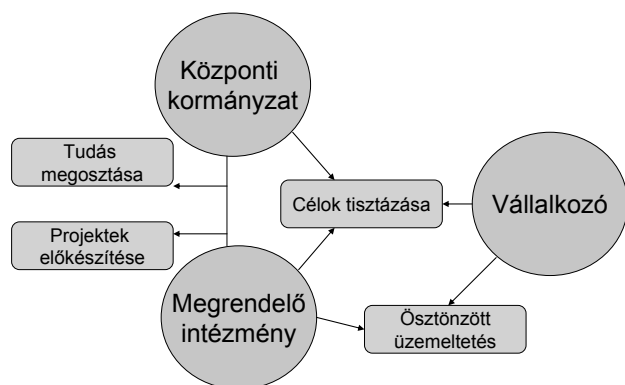 Központi
kormányzat
Tudás
megosztása
Célok tisztázása
Vállalkozó
Projektek
előkészítése
Megrendelő
intézmény
Ösztönzött
üzemeltetés